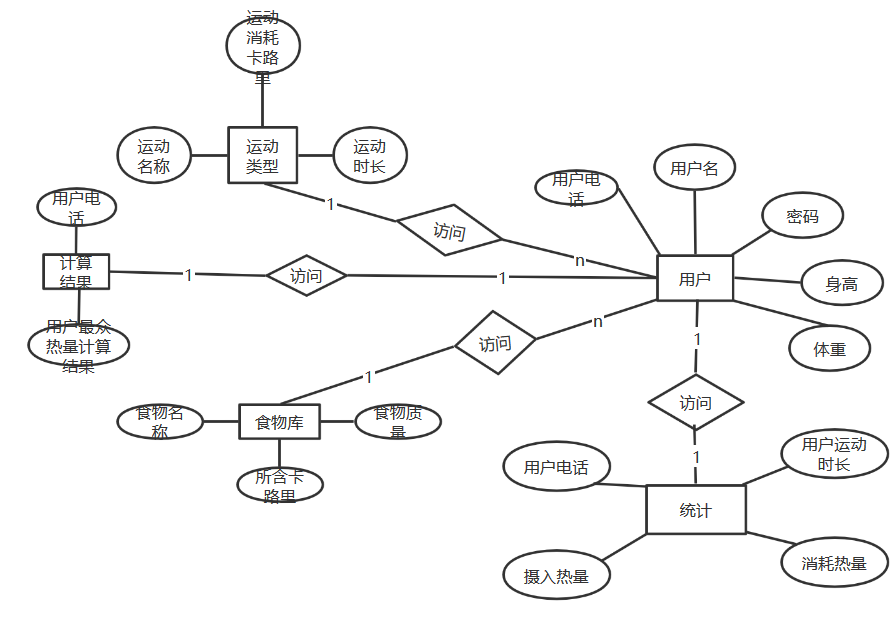 运动
消耗
卡路
里
运动
名称
运动
类型
运动
时长
用户电
话
用户名
用户电
话
密码
1
访问
n
计算
结果
1
访问
1
用户
身高
用户最众
热量计算
结果
n
访问
1
体重
1
食物名
称
食物库
食物质
量
访问
所含卡
路里
1
用户电话
用户运动
时长
统计
摄入热量
消耗热量